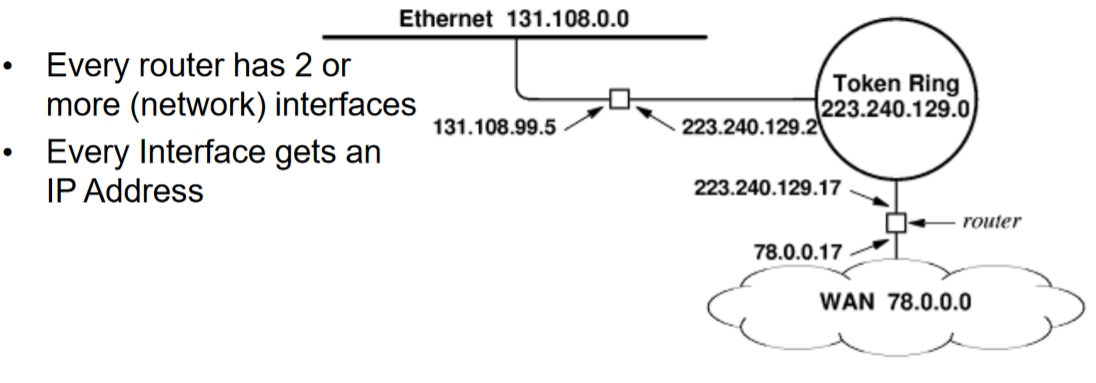 Ethernet 131.108.0.0
• Every router has 2 or
more (network) interfaces
• Every Interface gets an
IP Address
Token Ring
223.240.129.0
131.108.99.5
223.240.129.2
223.240.129.17
router
78.0.0.17
WAN 78.0.0.0